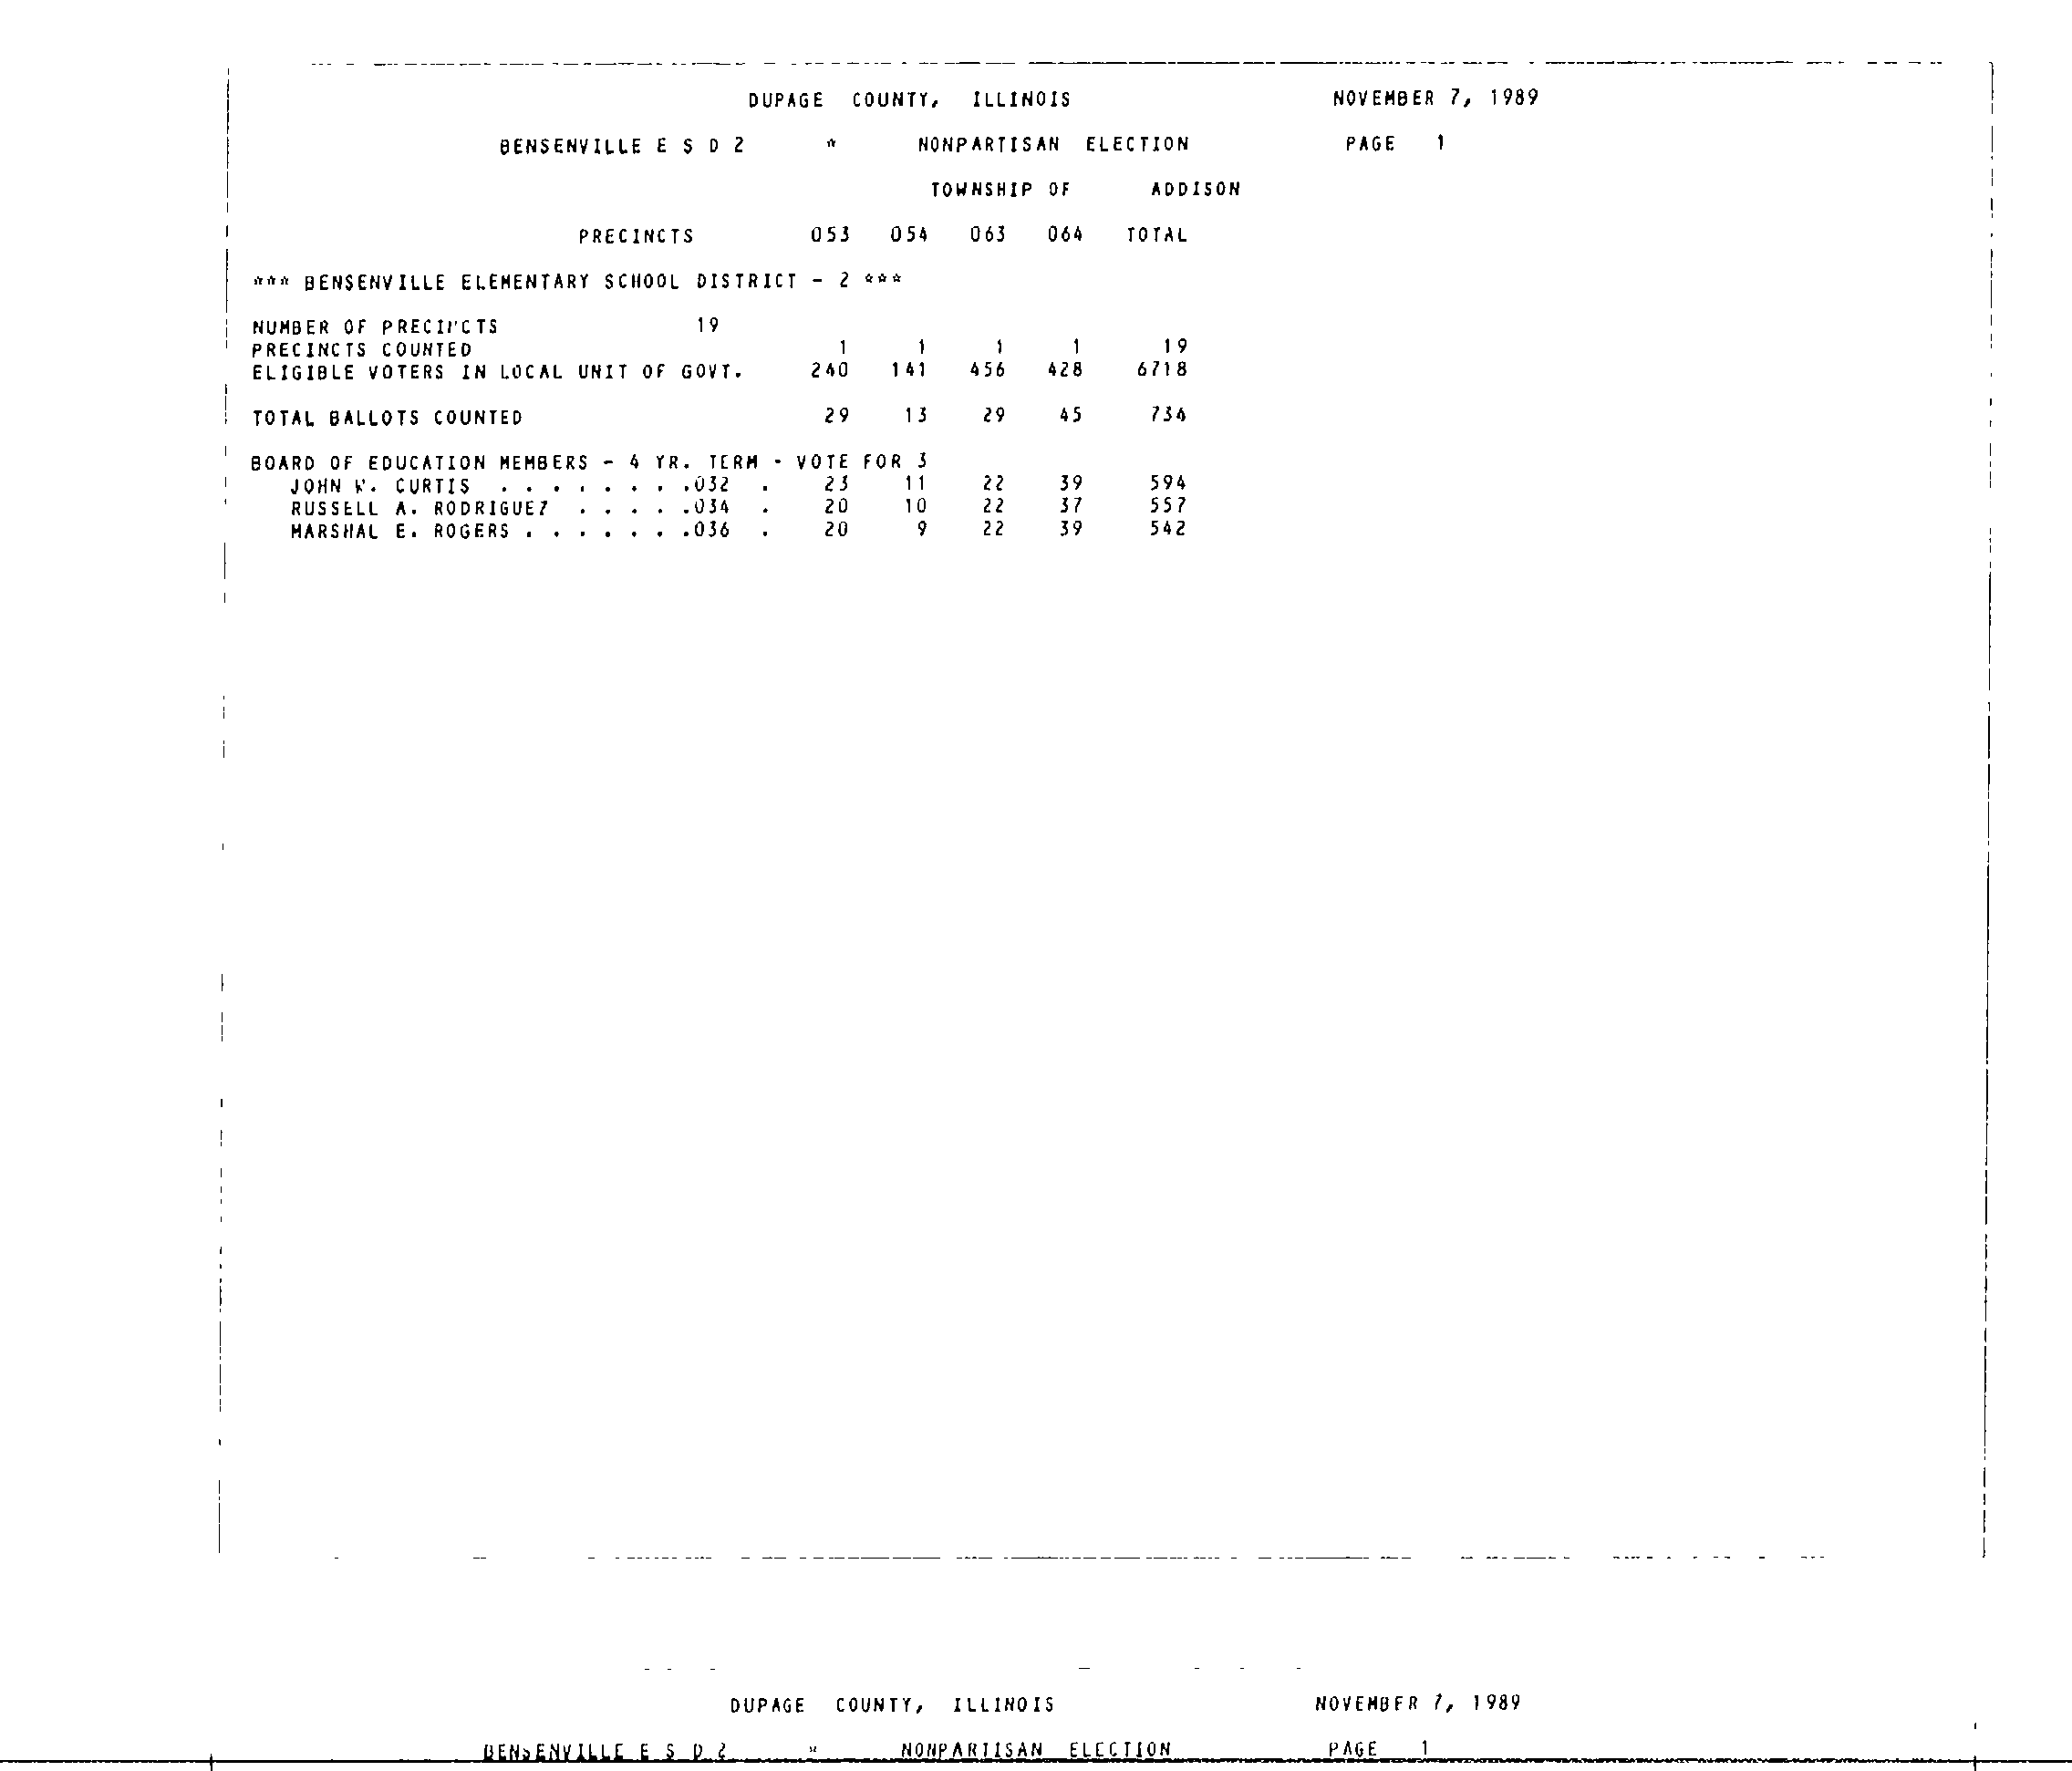 DUPAGE COUNTY, ILLINOIS NOVEMBER 7, 1989
BENSENVILLE E S D 2 * NONPARTISAN ELECTION PAGE 1
TOWNSHIP OF ADDISON
PRECINCTS 053 054 063 064 TOTAL
*** BENSENVILLE ELEMENTARY SCHOOL DISTRICT - 2 ***
NUMBER OF PRECINCTS 19
PRECINCTS COUNTED 1 1 1 1 19
ELIGIBLE VOTERS IN LOCAL UNIT OF GOVT. 240 141 456 428 6718
TOTAL BALLOTS COUNTED 29 13 29 45 734
BOARD OF EDUCATION MEMBERS - 4 YR. TERM - VOTE FOR 3
JOHN W. CURTIS . . . . . . . .032 . 23 11 22 39 594
RUSSELL A. RODRIGUEZ . . . . .034 . 20 10 22 37 557
MARSHAL E. ROGERS . . . . . . .036 . 20 9 22 39 542
DUPAGE COUNTY, ILLINOIS NOVEMBER 7, 1989
BENSENVILLE E S D 2 * NONPARTISAN ELECTION PAGE 1